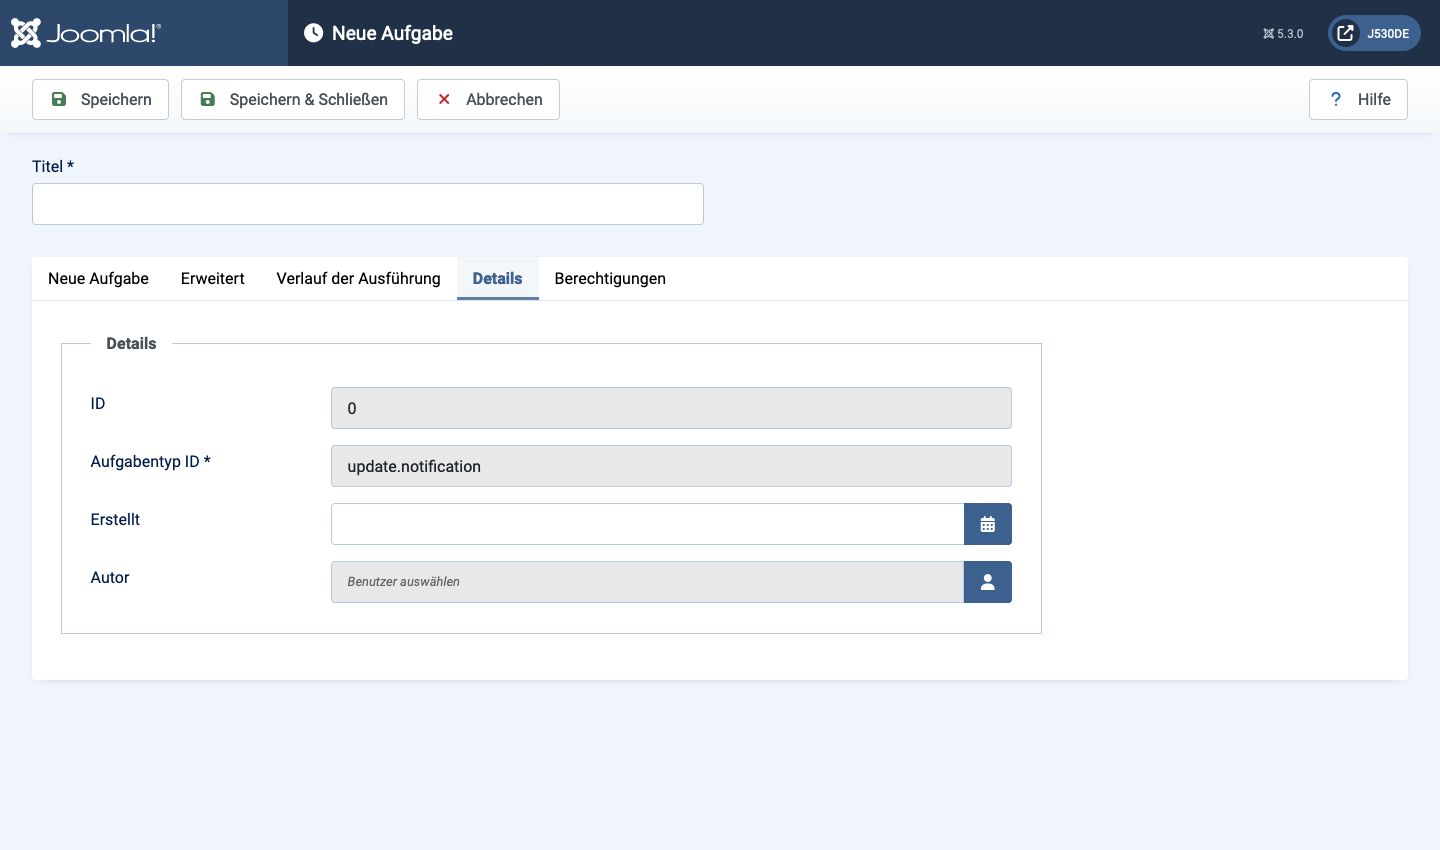 Joomla!®
Neue Aufgabe
5.3.0
J530DE
Speichern
Speichern & Schließen
Abbrechen
? Hilfe
Titel *
Neue Aufgabe
Erweitert
Verlauf der Ausführung
Details
Berechtigungen
Details
ID
0
Aufgabentyp ID *
update.notification
Erstellt
Autor
Benutzer auswählen